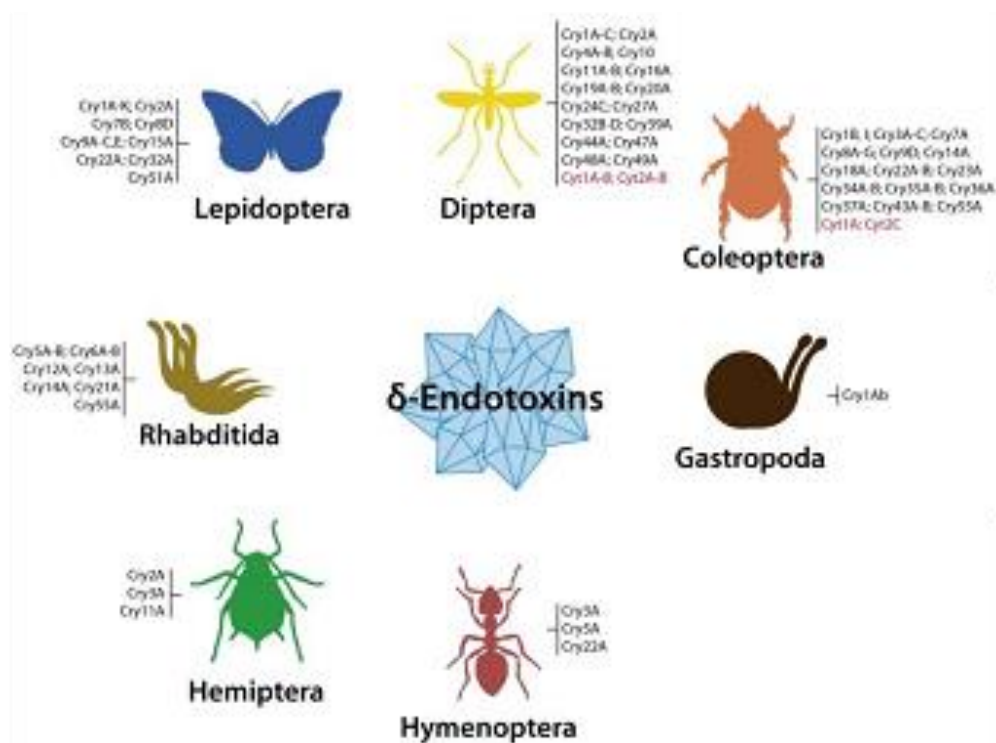 Cry1A-K; Cry2A
Cry7B; Cry8D
Cry9A-C,E; Cry15A
Cry22A; Cry32A
Cry51A
Lepidoptera
Cry1A-C; Cry2A
Cry4A-B; Cry10
Cry11A-B; Cry16A
Cry19A-B; Cry20A
Cry24C; Cry27A
Cry32B-D; Cry39A
Cry44A; Cry47A
Cry48A; Cry49A
Cyt1A-B; Cyt2A-B
Diptera
Cry1B, I; Cry3A-C; Cry7A
Cry8A-G; Cry9D; Cry14A
Cry18A; Cry22A-B; Cry23A
Cry34A-B; Cry35A-B; Cry36A
Cry37A; Cry43A-B; Cry55A
Cyt1A; Cyt2C
Coleoptera
Cry5A-B; Cry6A-B
Cry12A; Cry13A
Cry14A; Cry21A
Cry55A
Rhabditida
δ-Endotoxins
Cry1Ab
Gastropoda
Cry2A
Cry3A
Cry11A
Hemiptera
Cry3A
Cry5A
Cry22A
Hymenoptera